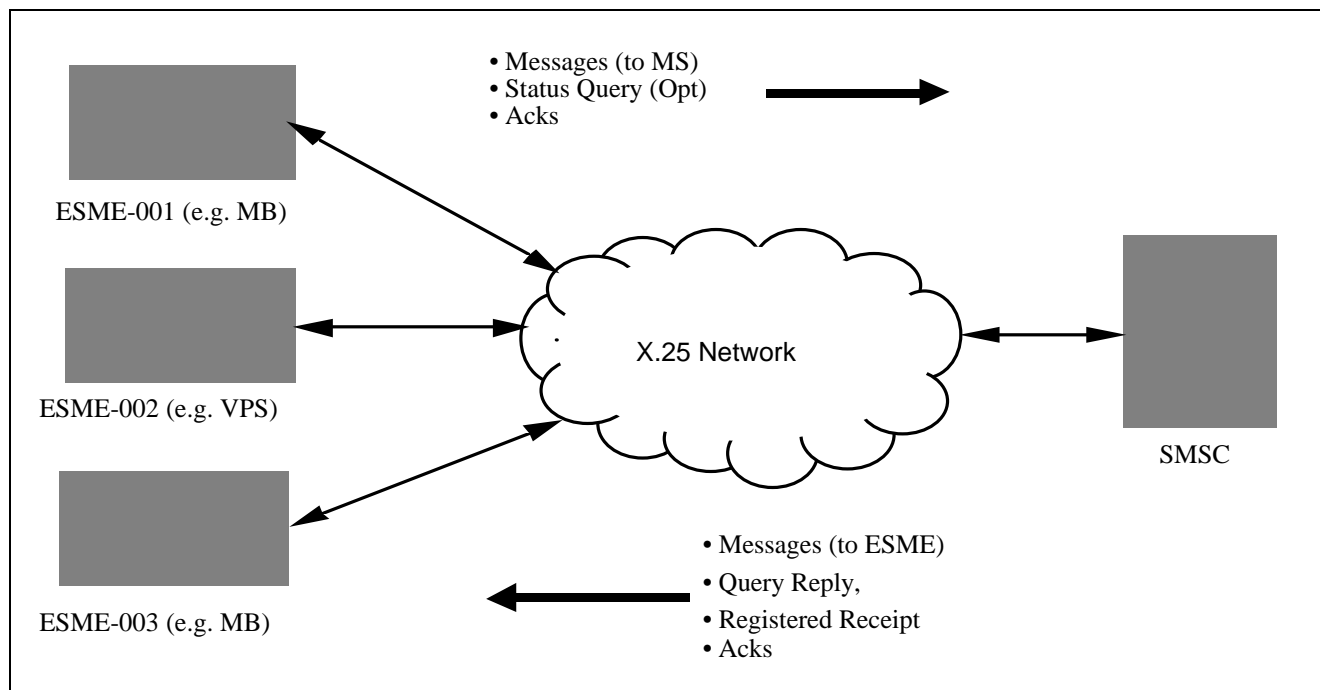 • Messages (to MS)
• Status Query (Opt)
• Acks
ESME-001 (e.g. MB)
X.25 Network
ESME-002 (e.g. VPS)
SMSC
• Messages (to ESME)
• Query Reply,
• Registered Receipt
• Acks
ESME-003 (e.g. MB)